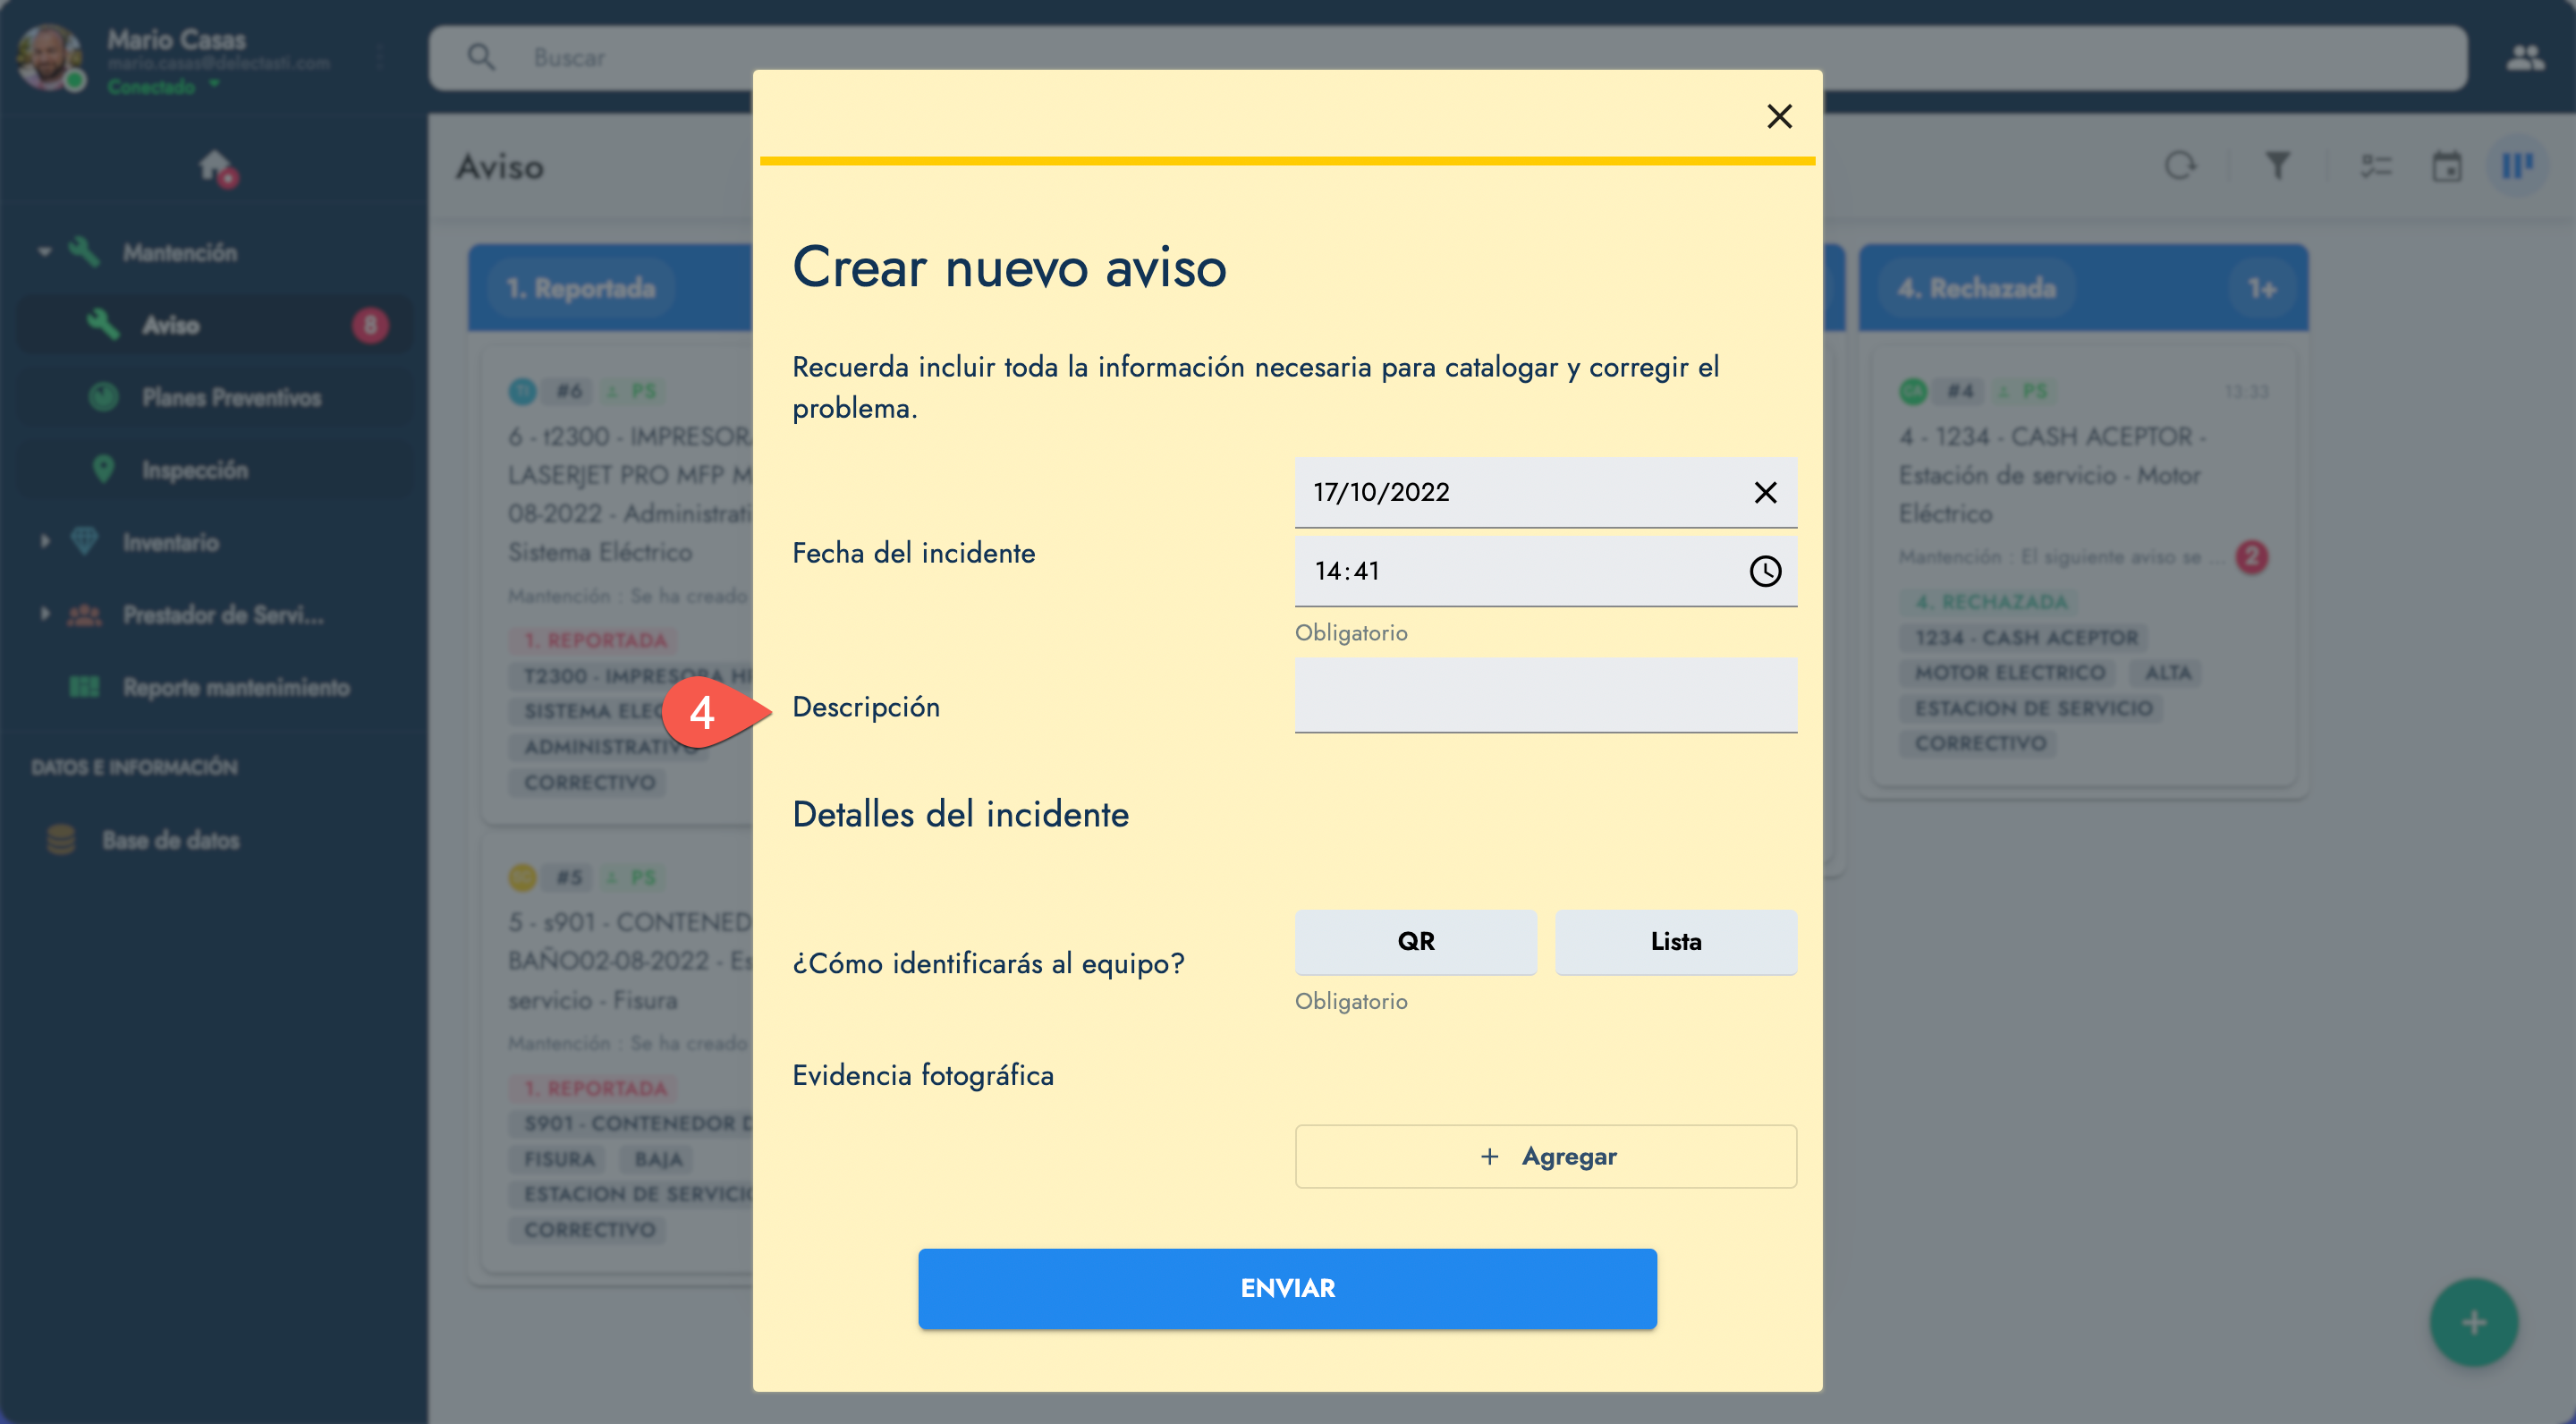 Mario Casas
mario.casas@delectosti.com
Conectado
Buscar
Mantención
Aviso
8
Planes Preventivos
Inspección
Inventario
Prestador de Servi...
Reporte mantenimiento
DATOS E INFORMACIÓN
Base de datos
Aviso
1. Reportada
#6
PS
6 - t2300 - IMPRESORA
LASERJET PRO MFP M
08-2022 - Administrati
Sistema Eléctrico
Mantención : Se ha creado
1. REPORTADA
T2300 - IMPRESORA
SISTEMA ELEC
ADMINISTRATIVO
CORRECTIVO
#5
PS
5 - s901 - CONTENED
BAÑO02-08-2022 - Es
servicio - Fisura
Mantención : Se ha creado
1. REPORTADA
S901 - CONTENEDOR D
FISURA
BAJA
ESTACION DE SERVICIO
CORRECTIVO
4
Crear nuevo aviso
Recuerda incluir toda la información necesaria para catalogar y corregir el
problema.
Fecha del incidente
17/10/2022
14:41
Obligatorio
Descripción
Detalles del incidente
¿Cómo identificarás al equipo?
QR
Lista
Obligatorio
Evidencia fotográfica
+ Agregar
ENVIAR
4. Rechazada
1+
#4
PS
13:33
4 - 1234 - CASH ACEPTOR -
Estación de servicio - Motor
Eléctrico
Mantención : El siguiente aviso se ...
2
4. RECHAZADA
1234 - CASH ACEPTOR
MOTOR ELECTRICO
ALTA
ESTACION DE SERVICIO
CORRECTIVO
+